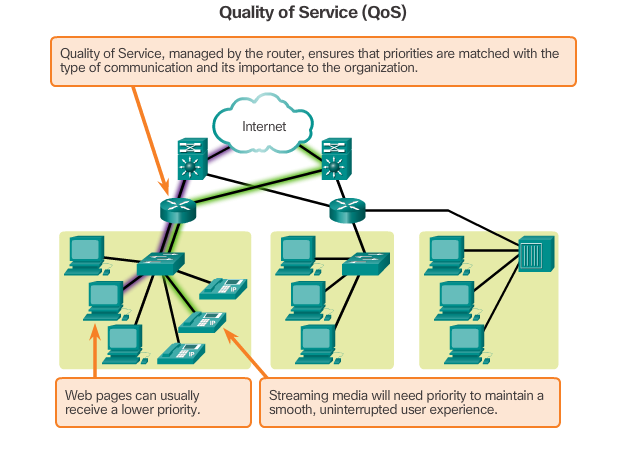 Quality of Service (QoS)
Quality of Service, managed by the router, ensures that priorities are matched with the
type of communication and its importance to the organization.
Internet
IP
IP
IP
Web pages can usually
receive a lower priority.
Streaming media will need priority to maintain a
smooth, uninterrupted user experience.